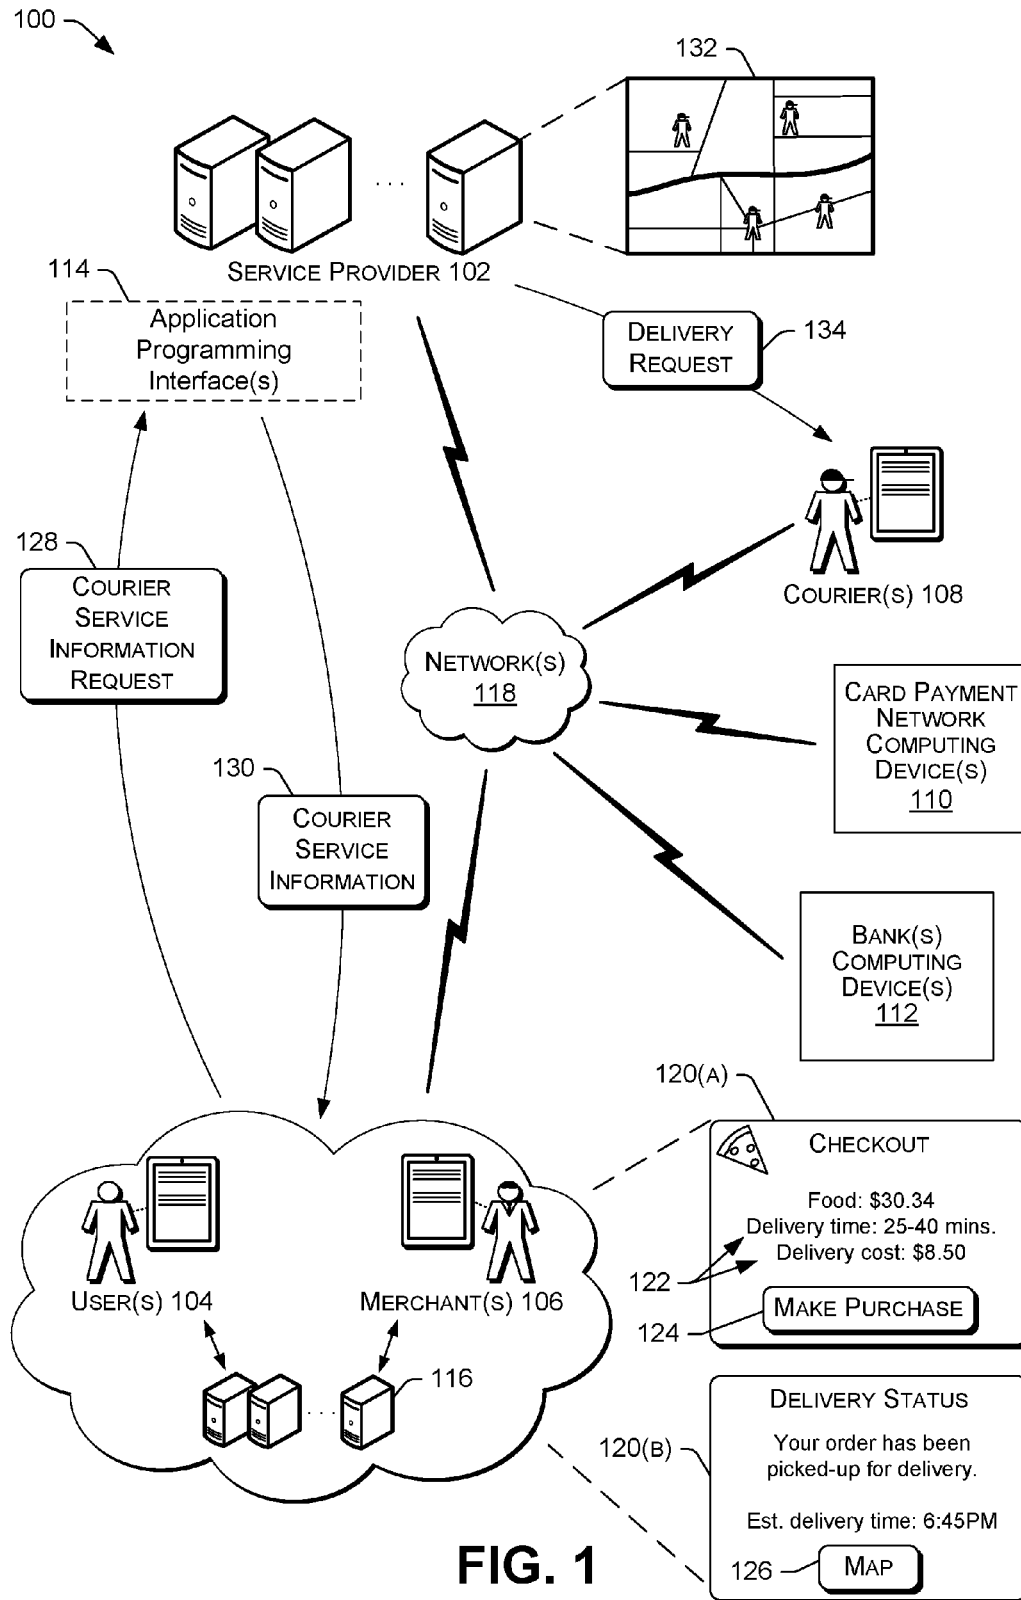 100
132
SERVICE PROVIDER 102
114
Application
Programming
Interface(s)
DELIVERY
REQUEST
134
128
COURIER
SERVICE
INFORMATION
REQUEST
COURIER(S) 108
NETWORK(S)
118
CARD PAYMENT
NETWORK
COMPUTING
DEVICE(S)
110
130
COURIER
SERVICE
INFORMATION
BANK(S)
COMPUTING
DEVICE(S)
112
120(A)
CHECKOUT
Food: $30.34
Delivery time: 25-40 mins.
Delivery cost: $8.50
122
MAKE PURCHASE
124
USER(S) 104
MERCHANT(S) 106
116
DELIVERY STATUS
120(B)
Your order has been
picked-up for delivery.
Est. delivery time: 6:45PM
126
MAP
FIG. 1